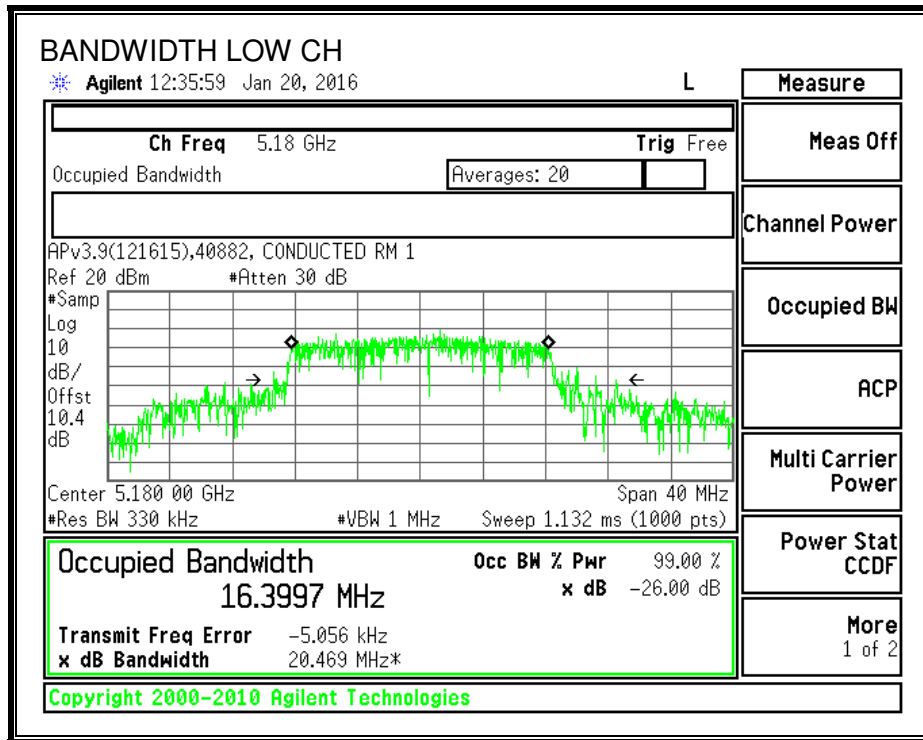 BANDWIDTH LOW CH
Agilent 12:35:59 Jan 20, 2016 L
Measure
Ch Freq 5.18 GHz Trig Free
Meas Off
Occupied Bandwidth Averages: 20
Channel Power
APv3.9(121615),40882, CONDUCTED RM 1
Ref 20 dBm #Atten 30 dB
#Samp
Log
10
dB/
Offst
10.4
dB
Occupied BW
ACP
Multi Carrier
Power
Center 5.180 00 GHz Span 40 MHz
#Res BW 330 kHz #VBW 1 MHz Sweep 1.132 ms (1000 pts)
Power Stat
CCDF
Occupied Bandwidth Occ BW % Pwr 99.00 %
16.3997 MHz x dB -26.00 dB
Transmit Freq Error -5.056 kHz
x dB Bandwidth 20.469 MHz*
More
1 of 2
Copyright 2000-2010 Agilent Technologies